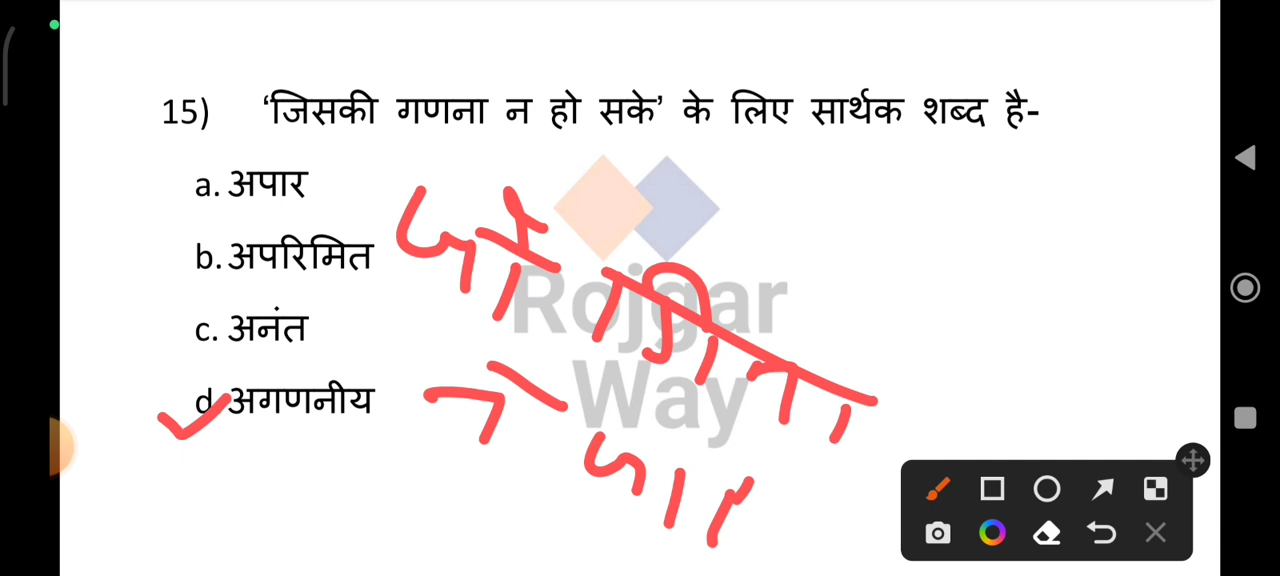 15) ‘जिसकी गणना न हो सके’ के लिए सार्थक शब्द है-
a. अपार
b. अपरिमित
c. अनंत
d. अगणनीय
जो गिना
न जा
Rojgar
Way